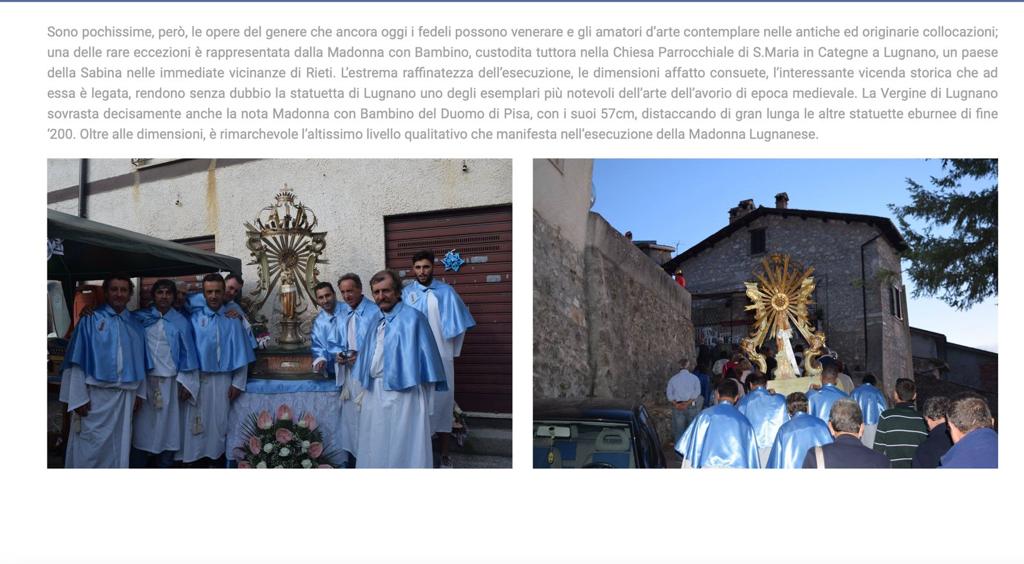 Sono pochissime, però, le opere del genere che ancora oggi i fedeli possono venerare e gli amatori d'arte contemplare nelle antiche ed originarie collocazioni;
una delle rare eccezioni è rappresentata dalla Madonna con Bambino, custodita tuttora nella Chiesa Parrocchiale di S.Maria in Categne a Lugnano, un paese
della Sabina nelle immediate vicinanze di Rieti. L'estrema raffinatezza dell'esecuzione, le dimensioni affatto consuete, l'interessante vicenda storica che ad
essa è legata, rendono senza dubbio la statuetta di Lugnano uno degli esemplari più notevoli dell'arte dell'avorio di epoca medievale. La Vergine di Lugnano
sovrasta decisamente anche la nota Madonna con Bambino del Duomo di Pisa, con i suoi 57cm, distaccando di gran lunga le altre statuette eburnee di fine
'200. Oltre alle dimensioni, è rimarchevole l'altissimo livello qualitativo che manifesta nell'esecuzione della Madonna Lugnanese.